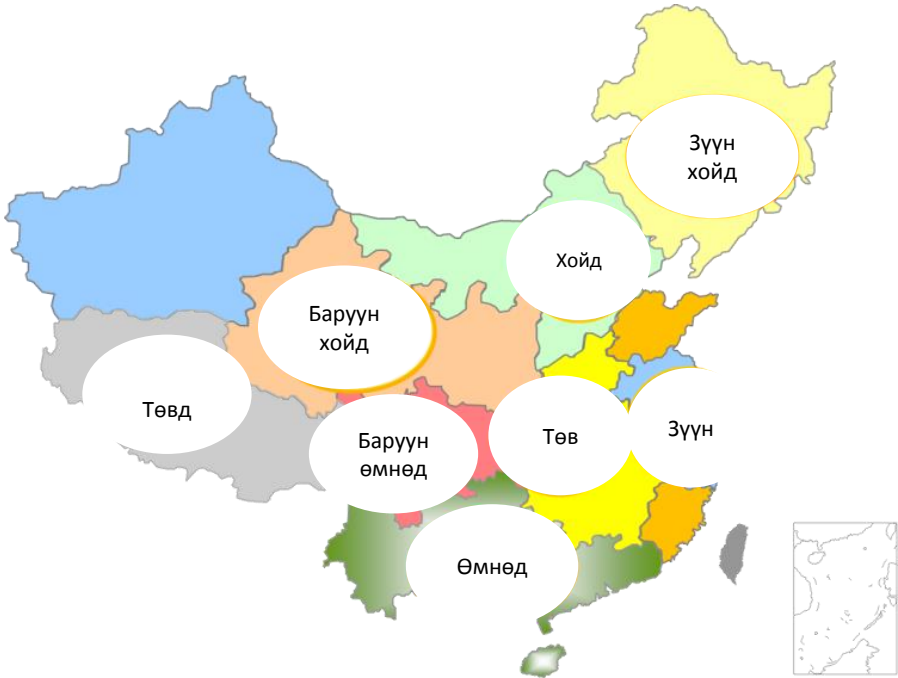 Зүүн
хойд
Хойд
Баруун
хойд
Төвд
Баруун
өмнөд
Төв
Зүүн
Өмнөд